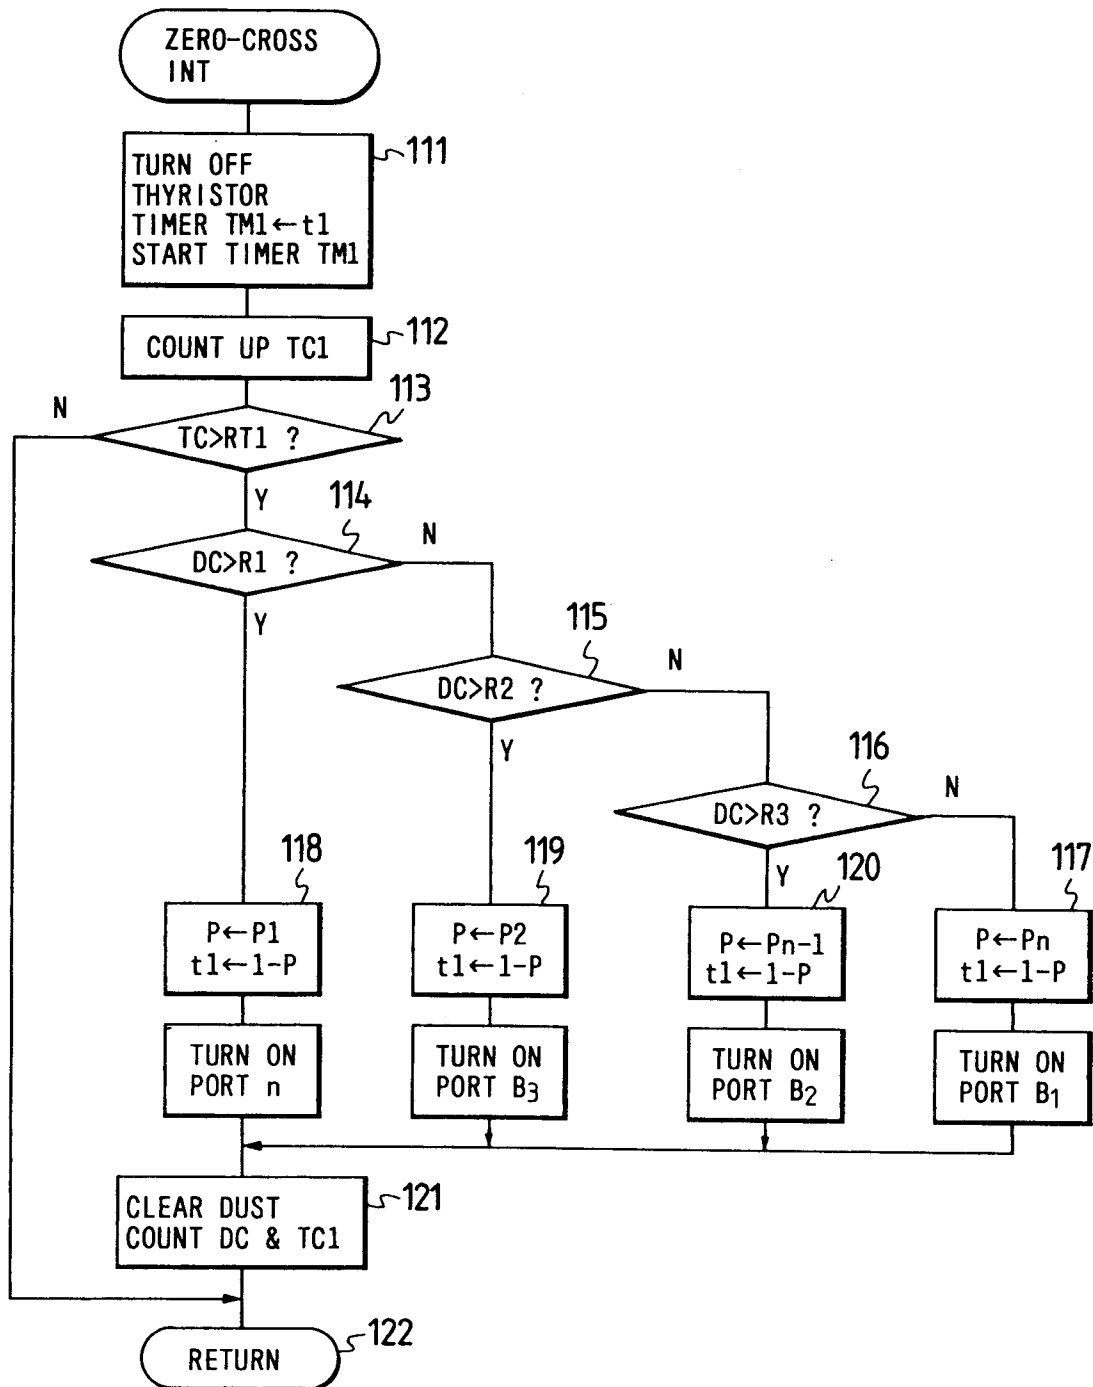 ZERO-CROSS
INT
111
TURN OFF
THYRISTOR
TIMER TM1←t1
START TIMER TM1
112
COUNT UP TC1
113
N
TC>RT1 ?
Y
114
N
DC>R1 ?
Y
115
N
DC>R2 ?
Y
116
N
DC>R3 ?
Y
118
119
120
117
P←P1
t1←1-P
P←P2
t1←1-P
P←Pn-1
t1←1-P
P←Pn
t1←1-P
TURN ON
PORT n
TURN ON
PORT B3
TURN ON
PORT B2
TURN ON
PORT B1
121
CLEAR DUST
COUNT DC & TC1
122
RETURN